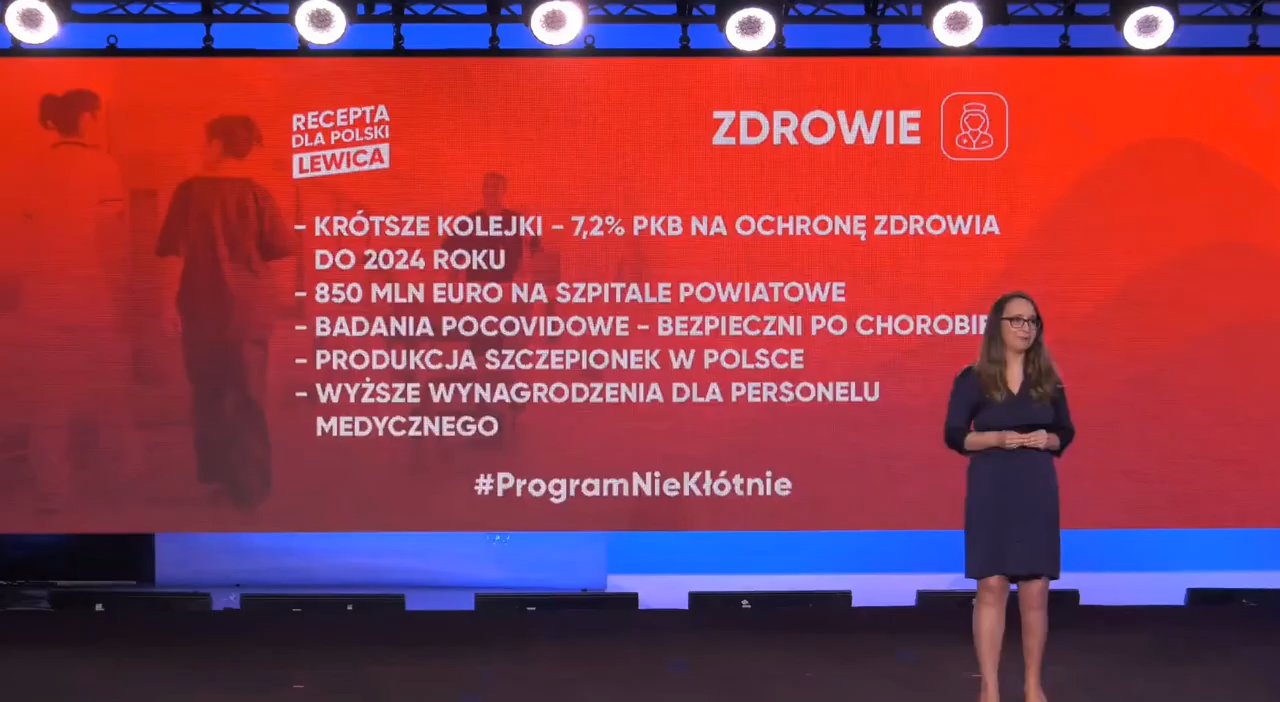 RECEPTA
DLA POLSKI
LEWICA
ZDROWIE
- KRÓTSZE KOLEJKI - 7,2% PKB NA OCHRONĘ ZDROWIA
DO 2024 ROKU
- 850 MLN EURO NA SZPITALE POWIATOWE
- BADANIA POCOVIDOWE - BEZPIECZNI PO CHOROBIE
- PRODUKCJA SZCZEPIONEK W POLSCE
- WYŻSZE WYNAGRODZENIA DLA PERSONELU
MEDYCZNEGO
#ProgramNieKłótnie